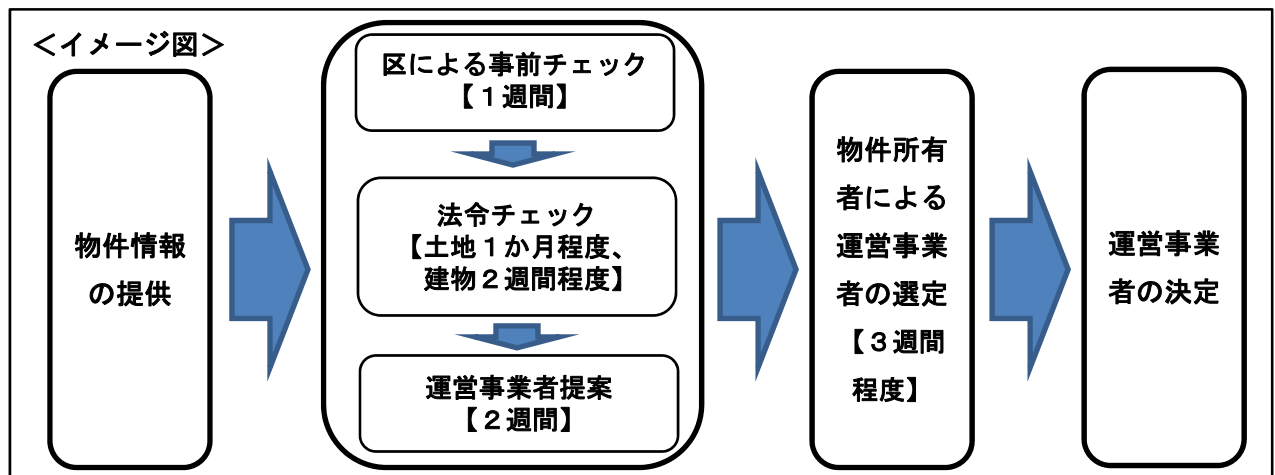 ＜イメージ図＞
物件情報
の提供
区による事前チェック
【１週間】
法令チェック
【土地１か月程度、
建物２週間程度】
運営事業者提案
【２週間】
物件所有
者による
運営事業
者の選定
【３週間
程度】
運営事業
者の決定